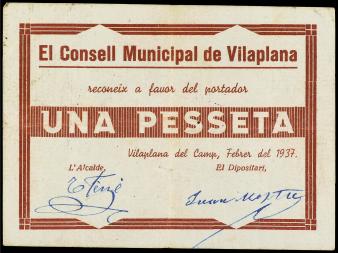 El Consell Municipal de Vilaplana
reconeix a favor del portador
UNA PESSETA
Vilaplana del Camp, Febrer del 1937.
L'Alcalde, El Dipositari,
Juan